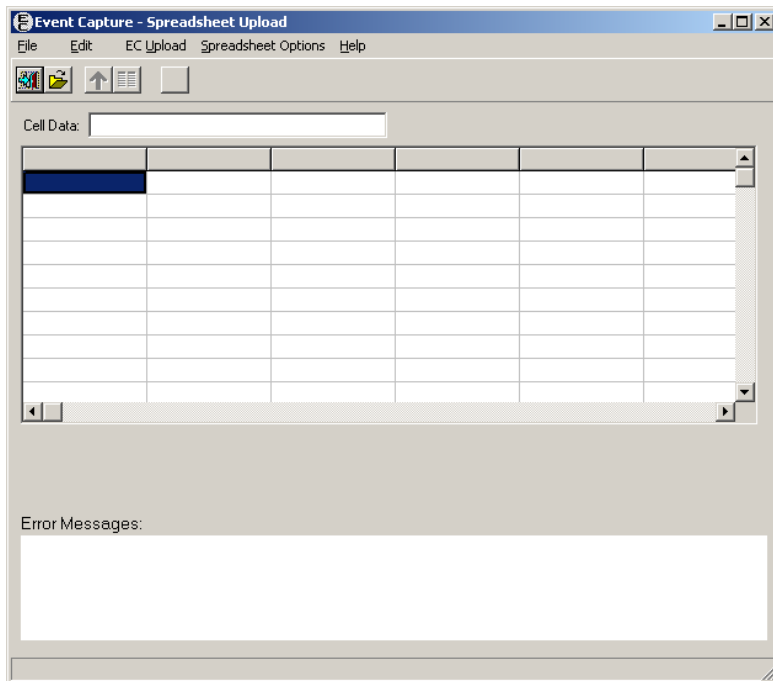 Event Capture - Spreadsheet Upload
File Edit EC Upload Spreadsheet Options Help
Cell Data:
Error Messages: